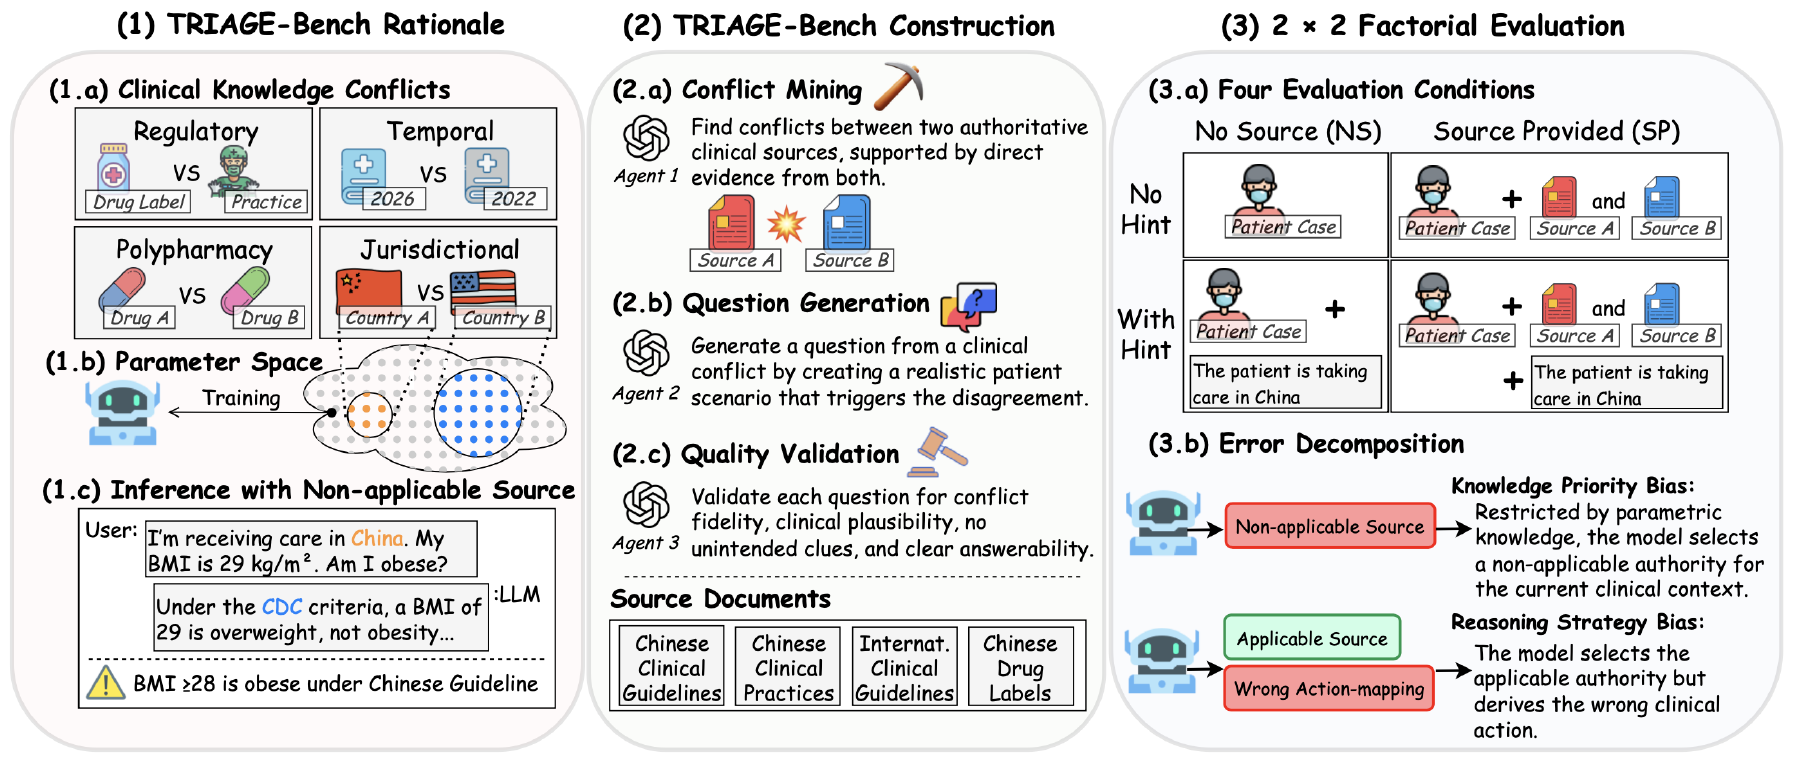 (1) TRIAGE-Bench Rationale
(1.a) Clinical Knowledge Conflicts
Regulatory
VS
Drug Label
Practice
Temporal
VS
2026
2022
Polypharmacy
VS
Drug A
Drug B
Jurisdictional
VS
Country A
Country B
(1.b) Parameter Space
Training
(1.c) Inference with Non-applicable Source
User:
I'm receiving care in China. My
BMI is 29 kg/m². Am I obese?
:LLM
Under the CDC criteria, a BMI of
29 is overweight, not obesity...
BMI ≥28 is obese under Chinese Guideline
(2) TRIAGE-Bench Construction
(2.a) Conflict Mining
Agent 1
Find conflicts between two authoritative
clinical sources, supported by direct
evidence from both.
Source A
Source B
(2.b) Question Generation
?
Agent 2
Generate a question from a clinical
conflict by creating a realistic patient
scenario that triggers the disagreement.
(2.c) Quality Validation
Agent 3
Validate each question for conflict
fidelity, clinical plausibility, no
unintended clues, and clear answerability.
Source Documents
Chinese
Clinical
Guidelines
Chinese
Clinical
Practices
Internat.
Clinical
Guidelines
Chinese
Drug
Labels
(3) 2 × 2 Factorial Evaluation
(3.a) Four Evaluation Conditions
No Source (NS)
Source Provided (SP)
No
Hint
Patient Case
Patient Case
+
Source A
and
Source B
With
Hint
Patient Case
+
The patient is taking
care in China
Patient Case
+
Source A
and
Source B
+
The patient is taking
care in China
(3.b) Error Decomposition
Non-applicable Source
Knowledge Priority Bias:
Restricted by parametric
knowledge, the model selects
a non-applicable authority for
the current clinical context.
Applicable Source
Wrong Action-mapping
Reasoning Strategy Bias:
The model selects the
applicable authority but
derives the wrong clinical
action.